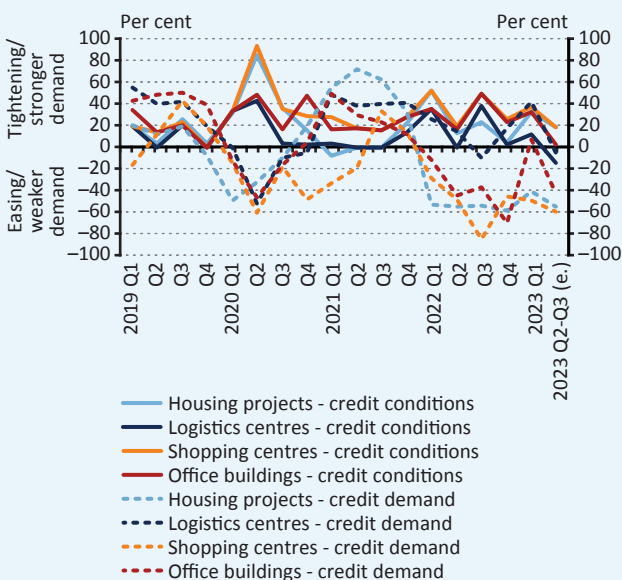 Per cent Per cent
Tightening/
stronger
demand
Easing/
weaker
demand
100 100
80 80
60 60
40 40
20 20
0 0
−20 −20
−40 −40
−60 −60
−80 −80
−100 −100
2019 Q1
Q2
Q3
Q4
2020 Q1
Q2
Q3
Q4
2021 Q1
Q2
Q3
Q4
2022 Q1
Q2
Q3
Q4
2023 Q1
2023 Q2-Q3 (e.)
Housing projects - credit conditions
Logistics centres - credit conditions
Shopping centres - credit conditions
Office buildings - credit conditions
Housing projects - credit demand
Logistics centres - credit demand
Shopping centres - credit demand
Office buildings - credit demand